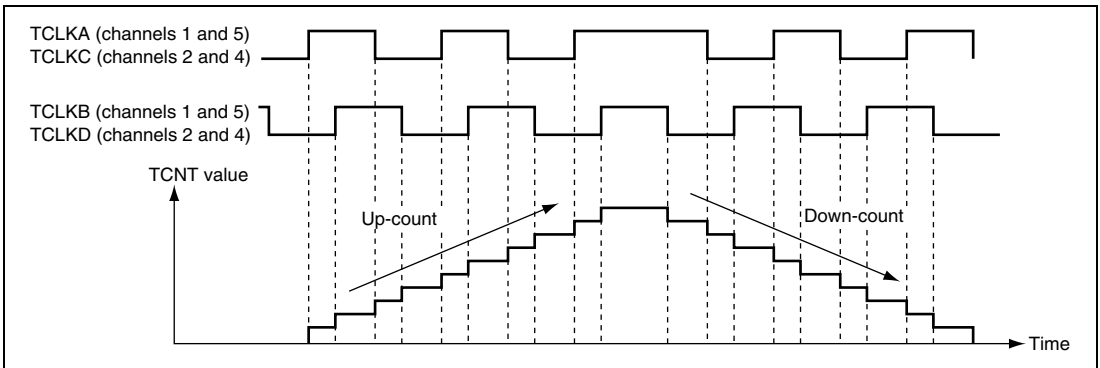 TCLKA (channels 1 and 5)
TCLKC (channels 2 and 4)
TCLKB (channels 1 and 5)
TCLKD (channels 2 and 4)
TCNT value
Up-count
Down-count
Time